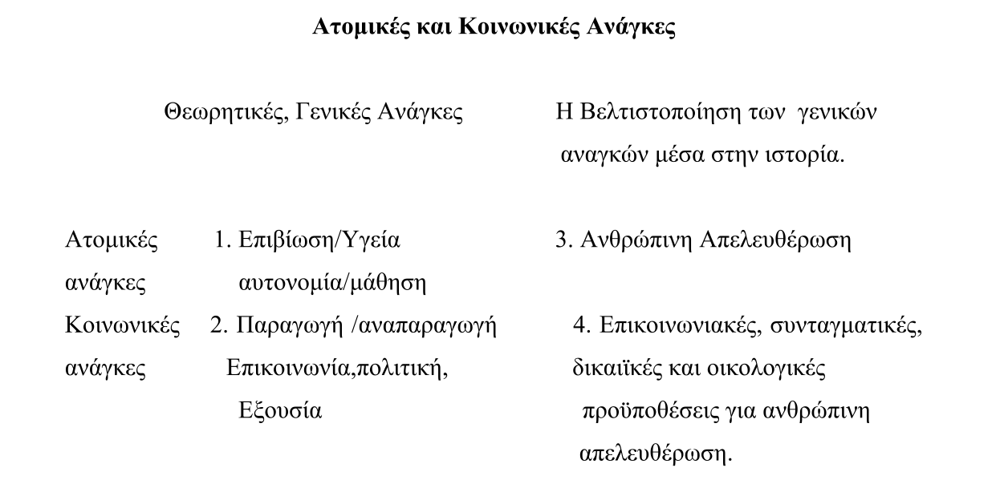 Ατομικές και Κοινωνικές Ανάγκες
Θεωρητικές, Γενικές Ανάγκες Η Βελτιστοποίηση των γενικών
αναγκών μέσα στην ιστορία.
Ατομικές 1. Επιβίωση/Υγεία 3. Ανθρώπινη Απελευθέρωση
ανάγκες αυτονομία/μάθηση
Κοινωνικές 2. Παραγωγή /αναπαραγωγή 4. Επικοινωνιακές, συνταγματικές,
ανάγκες Επικοινωνία,πολιτική, δικαιϊκές και οικολογικές
Εξουσία προϋποθέσεις για ανθρώπινη
απελευθέρωση.